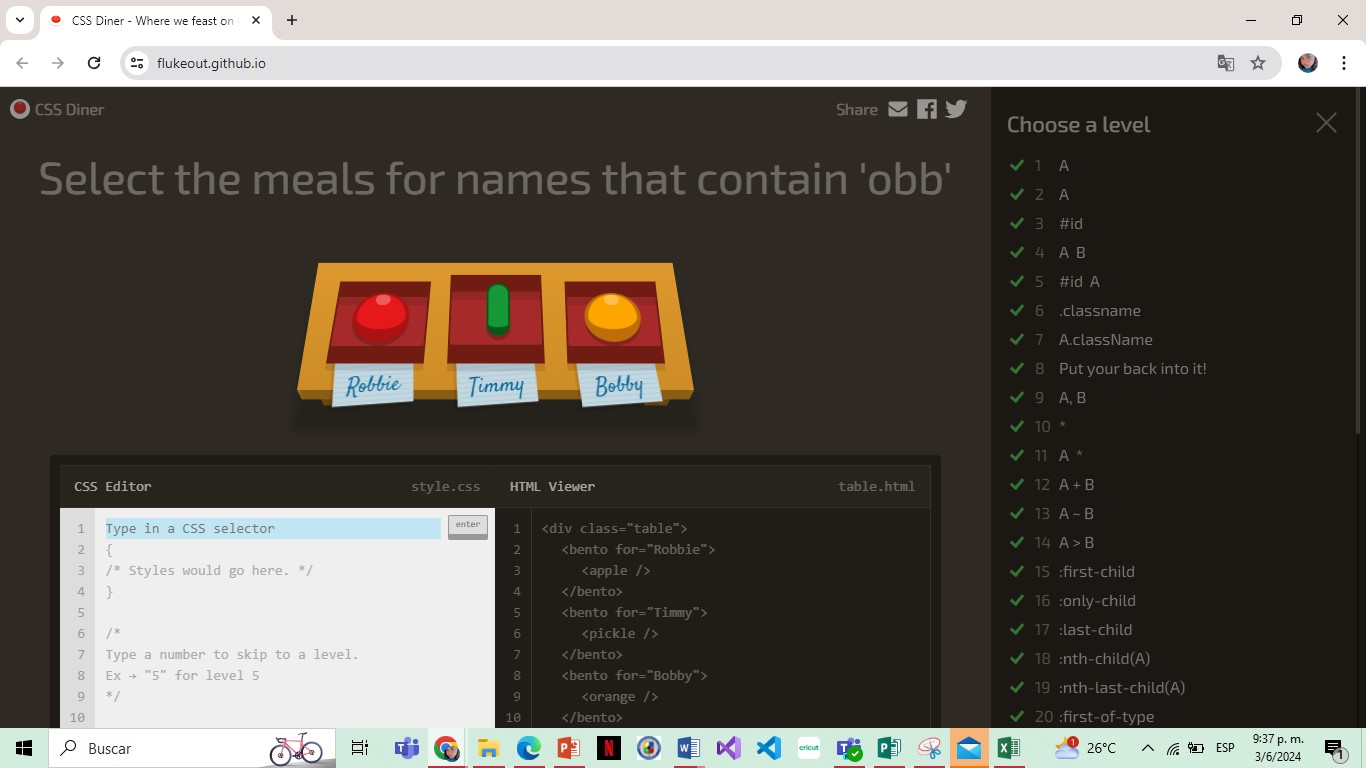 CSS Diner - Where we feast on
flukeout.github.io
CSS Diner
Share
Select the meals for names that contain 'obb'
Robbie
Timmy
Bobby
CSS Editor
style.css
1 Type in a CSS selector
enter
2 {
3 /* Styles would go here. */
4 }
5
6 /*
7 Type a number to skip to a level.
8 Ex → "5" for level 5
9 */
10
HTML Viewer
table.html
1 <div class="table">
2 <bento for="Robbie">
3 <apple />
4 </bento>
5 <bento for="Timmy">
6 <pickle />
7 </bento>
8 <bento for="Bobby">
9 <orange />
10 </bento>
Choose a level
1 A
2 A
3 #id
4 A B
5 #id A
6 .classname
7 A.className
8 Put your back into it!
9 A, B
10 *
11 A *
12 A + B
13 A ~ B
14 A > B
15 :first-child
16 :only-child
17 :last-child
18 :nth-child(A)
19 :nth-last-child(A)
20 :first-of-type
Buscar
N
cricut
1
26°C
ESP
9:37 p. m.
3/6/2024
1